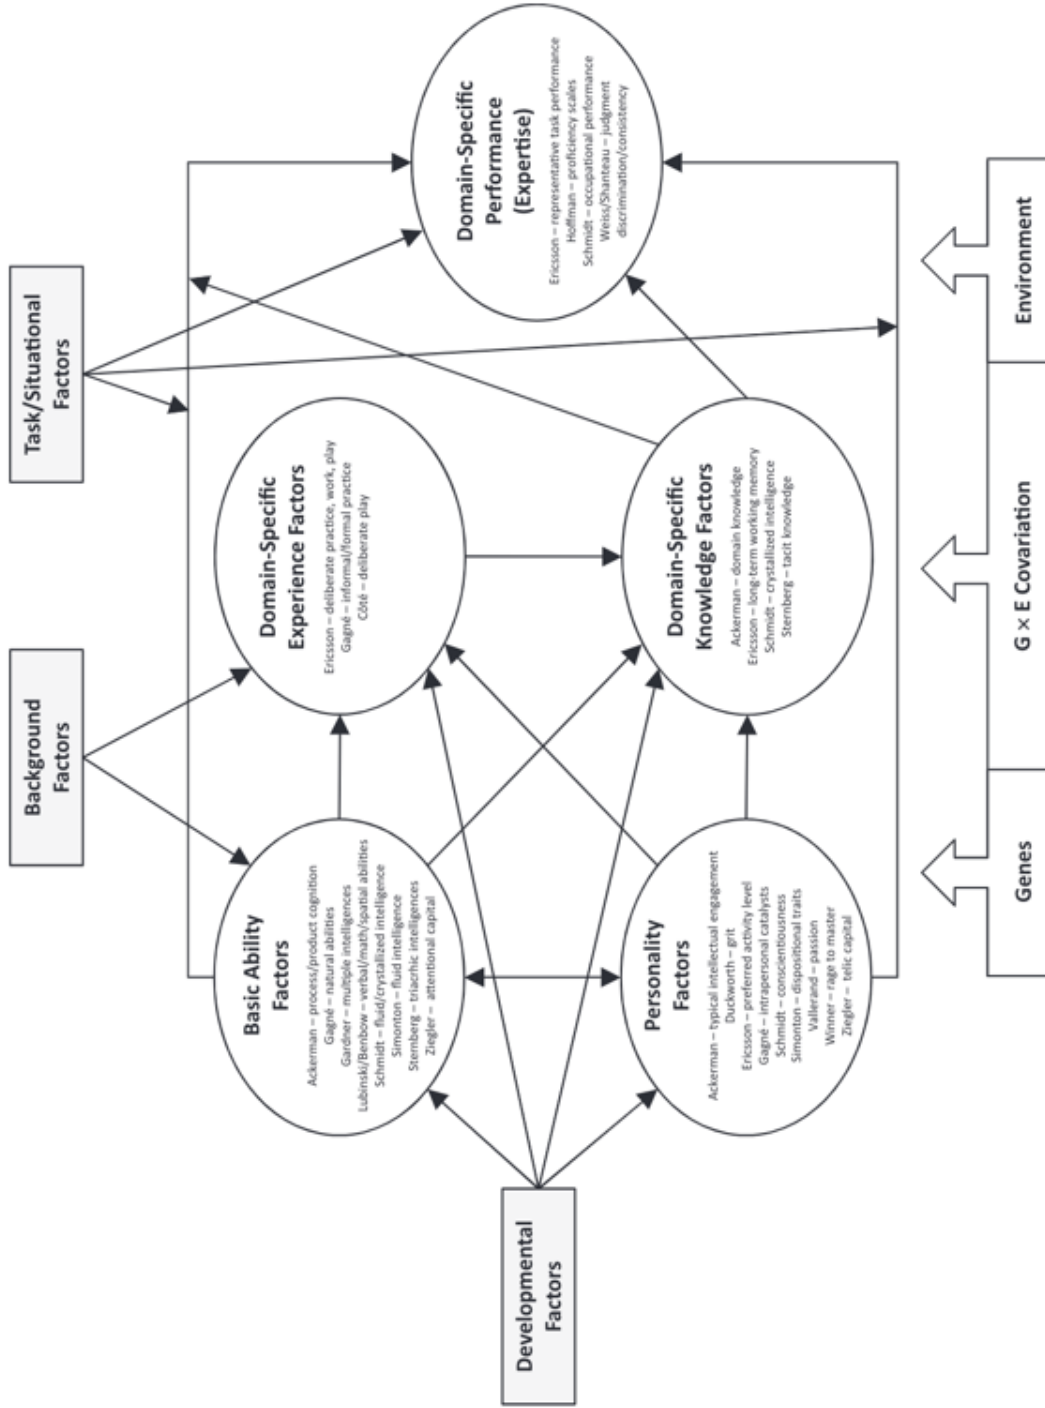 Background
Factors
Task/Situational
Factors
Basic Ability
Factors
Ackerman – process/product cognition
Gagné – natural abilities
Gardner – multiple intelligences
Lubinski/Benbow – verbal/math/spatial abilities
Schmidt – fluid/crystallized intelligence
Simonton – fluid intelligence
Sternberg – triacrhic intelligences
Ziegler – attentional capital
Domain-Specific
Experience Factors
Ericsson – deliberate practice, work, play
Gagné – informal/formal practice
Côté – deliberate play
Developmental
Factors
Domain-Specific
Performance
(Expertise)
Ericsson – representative task performance
Hoffman – proficiency scales
Schmidt – occupational performance
Weiss/Shanteau – judgment
discrimination/consistency
Personality
Factors
Ackerman – typical intellectual engagement
Duckworth – grit
Ericsson – preferred activity level
Gagné – intrapersonal catalysts
Schmidt – conscientiousness
Simonton – dispositional traits
Vallerand – passion
Winner – rage to master
Ziegler – telic capital
Domain-Specific
Knowledge Factors
Ackerman – domain knowledge
Ericsson – long-term working memory
Schmidt – crystallized intelligence
Sternberg – tacit knowledge
Genes
G × E Covariation
Environment